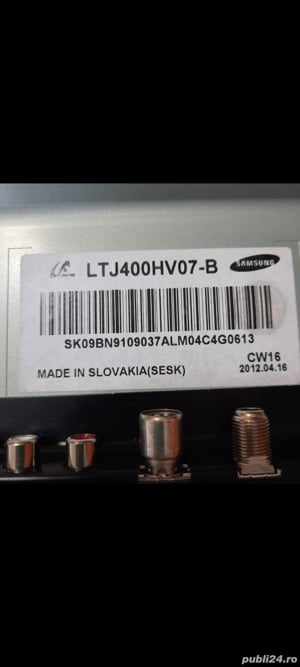 LTJ400HV07-B SAMSUNG
SK09BN9109037ALM04C4G0613
CW16
MADE IN SLOVAKIA(SESK) 2012.04.16
publi24.ro